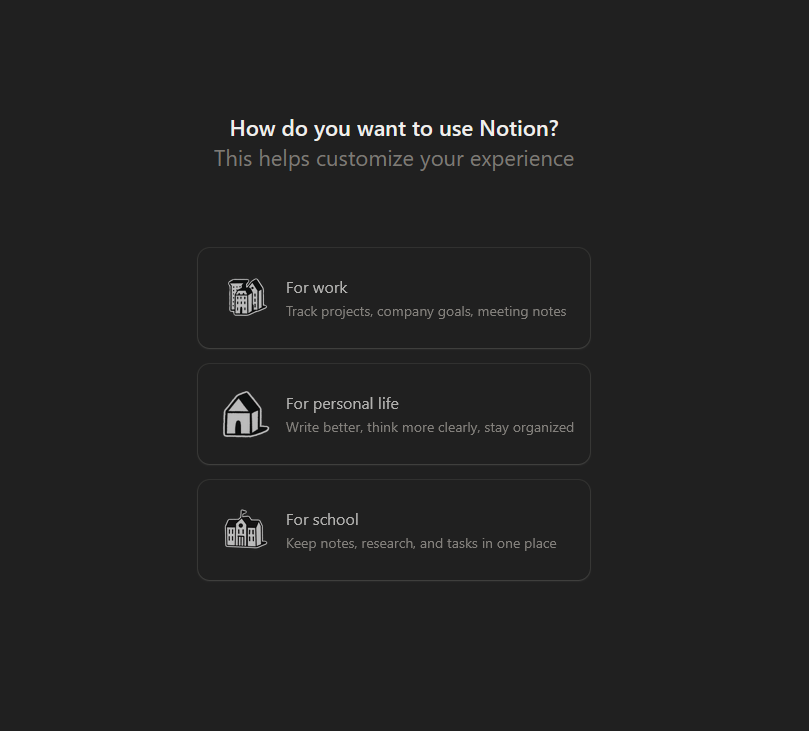 How do you want to use Notion?
This helps customize your experience
For work
Track projects, company goals, meeting notes
For personal life
Write better, think more clearly, stay organized
For school
Keep notes, research, and tasks in one place